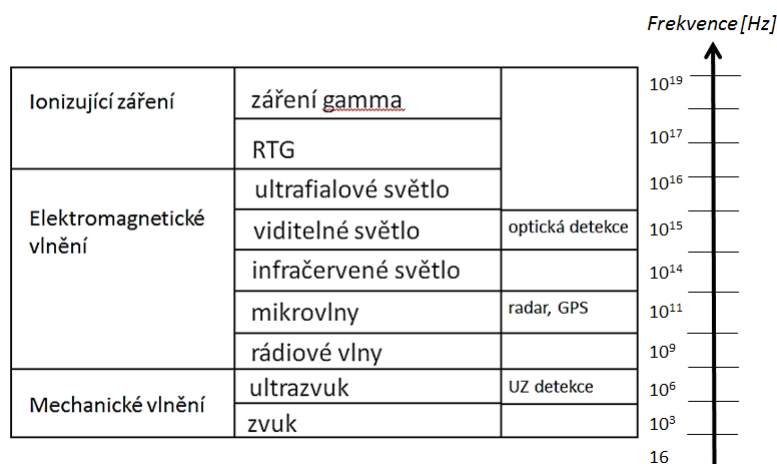 Frekvence [Hz]
Ionizující záření
záření gamma
10¹⁹
RTG
10¹⁷
ultrafialové světlo
10¹⁶
Elektromagnetické
vlnění
viditelné světlo
optická detekce
10¹⁵
infračervené světlo
10¹⁴
mikrovlny
radar, GPS
10¹¹
rádiové vlny
10⁹
Mechanické vlnění
ultrazvuk
UZ detekce
10⁶
zvuk
10³
16